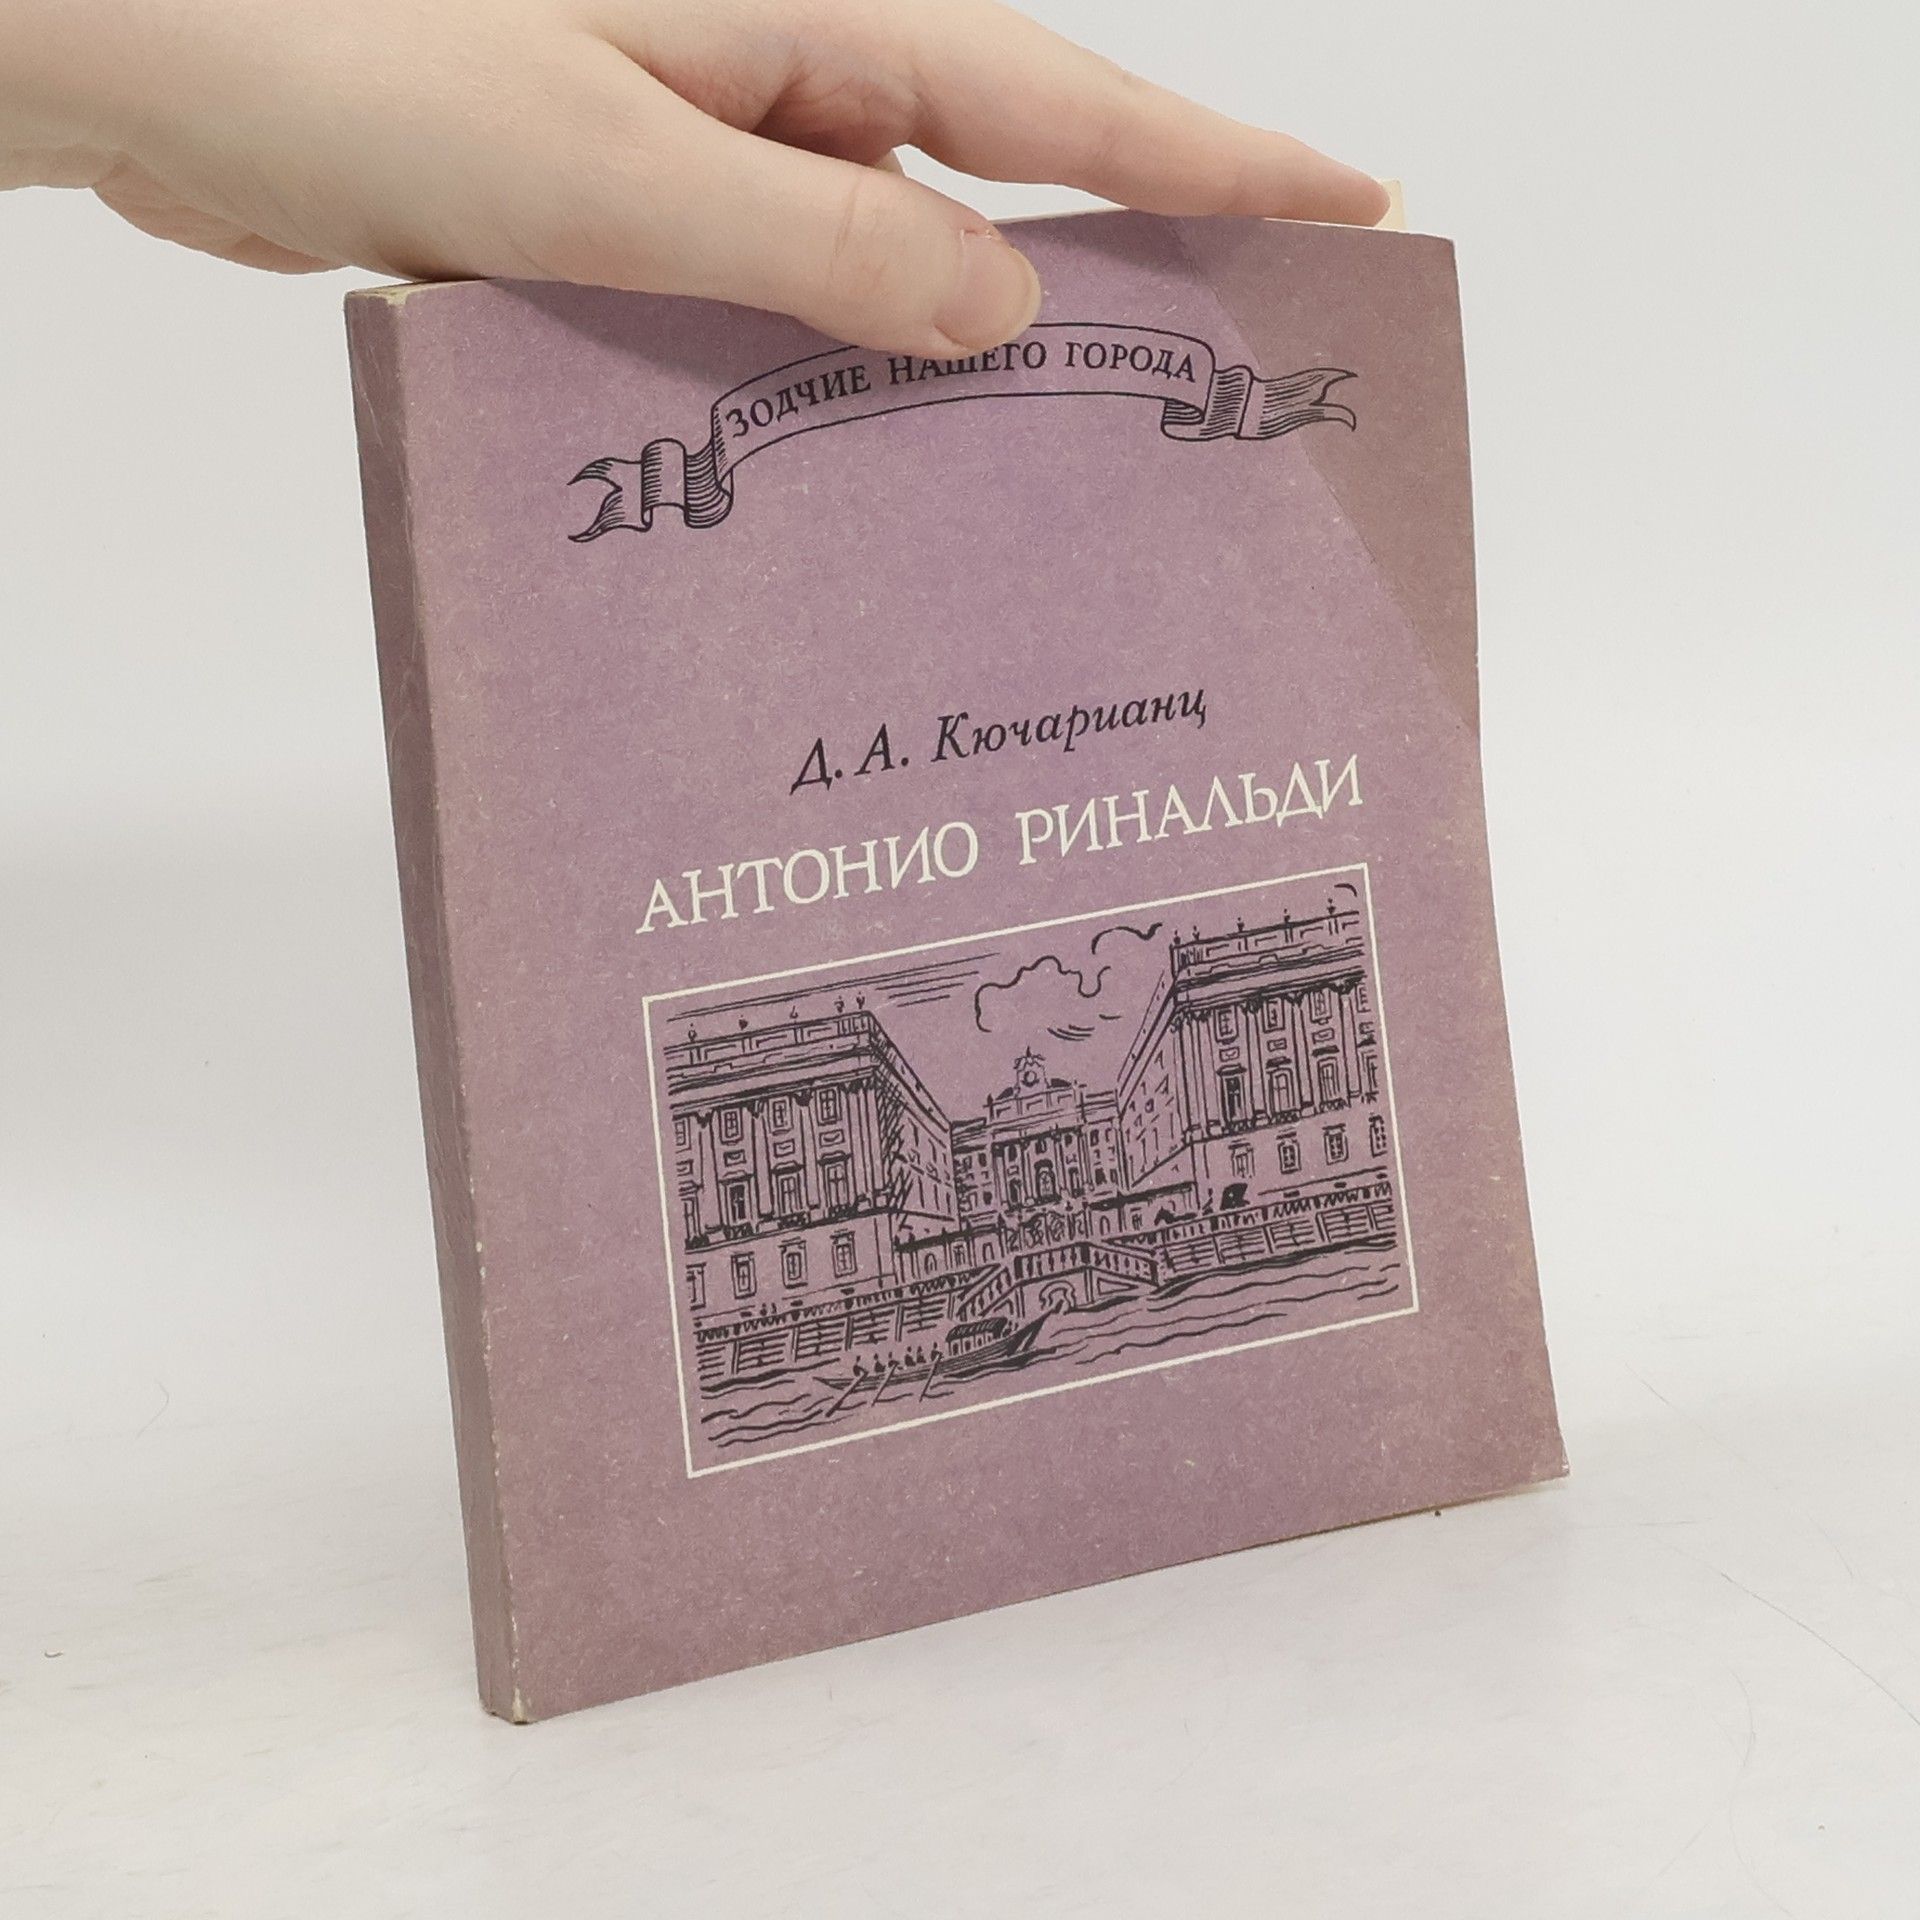 ЗОДЧИЕ НАШЕГО ГОРОДА
Д. А. Кючарианц
АНТОНИО РИНАЛЬДИ